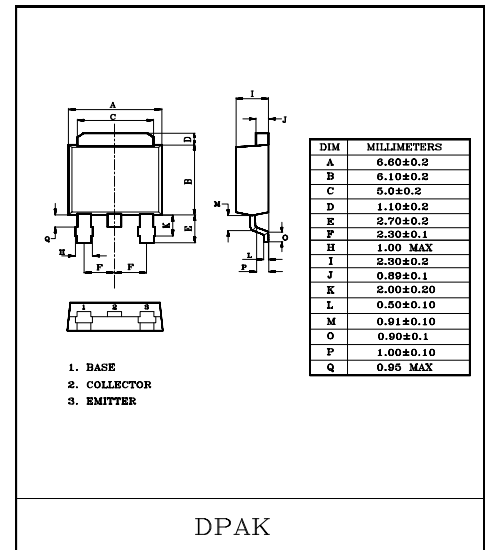 A
C
I
J
D
B
M
K
E
Q
H
F F
L
P
O
1 2 3
1. BASE
2. COLLECTOR
3. EMITTER
DIM MILLIMETERS
A 6.60±0.2
B 6.10±0.2
C 5.0±0.2
D 1.10±0.2
E 2.70±0.2
F 2.30±0.1
H 1.00 MAX
I 2.30±0.2
J 0.89±0.1
K 2.00±0.20
L 0.50±0.10
M 0.91±0.10
O 0.90±0.1
P 1.00±0.10
Q 0.95 MAX
DPAK